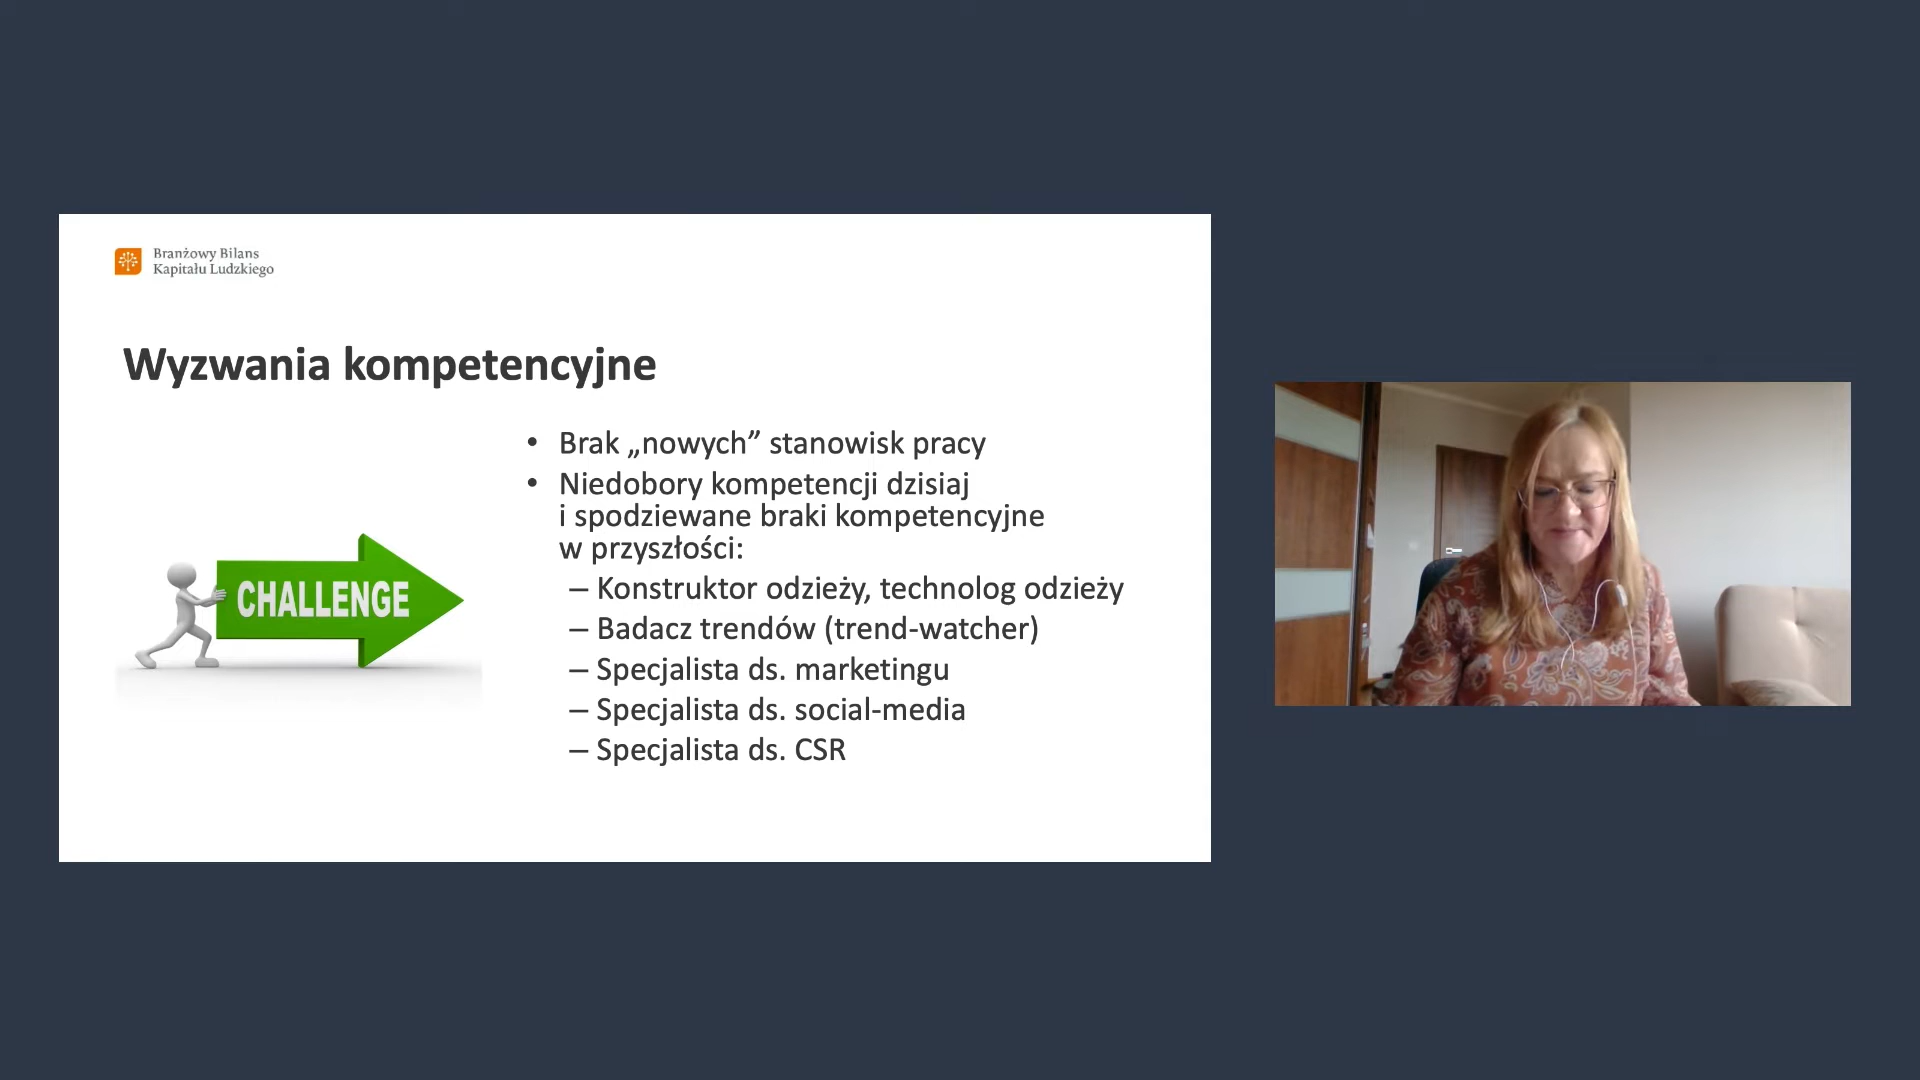 Branżowy Bilans
Kapitału Ludzkiego
Wyzwania kompetencyjne
• Brak „nowych” stanowisk pracy
• Niedobory kompetencji dzisiaj
i spodziewane braki kompetencyjne
w przyszłości:
– Konstruktor odzieży, technolog odzieży
– Badacz trendów (trend-watcher)
– Specjalista ds. marketingu
– Specjalista ds. social-media
– Specjalista ds. CSR
CHALLENGE